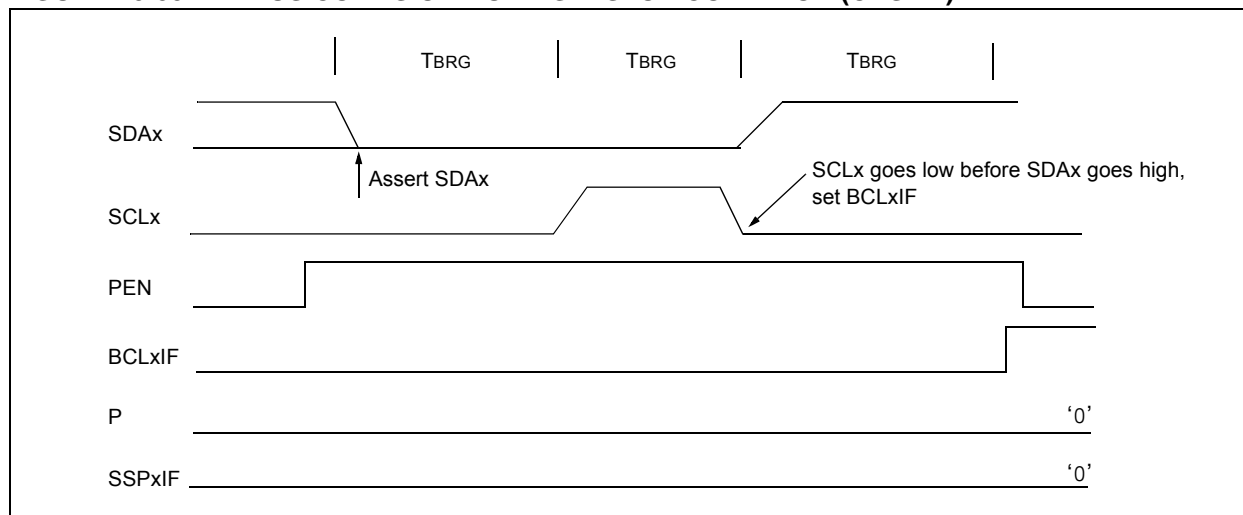 TBRG TBRG TBRG
SDAx
Assert SDAx
SCLx goes low before SDAx goes high,
set BCLxIF
SCLx
PEN
BCLxIF
P '0'
SSPxIF '0'